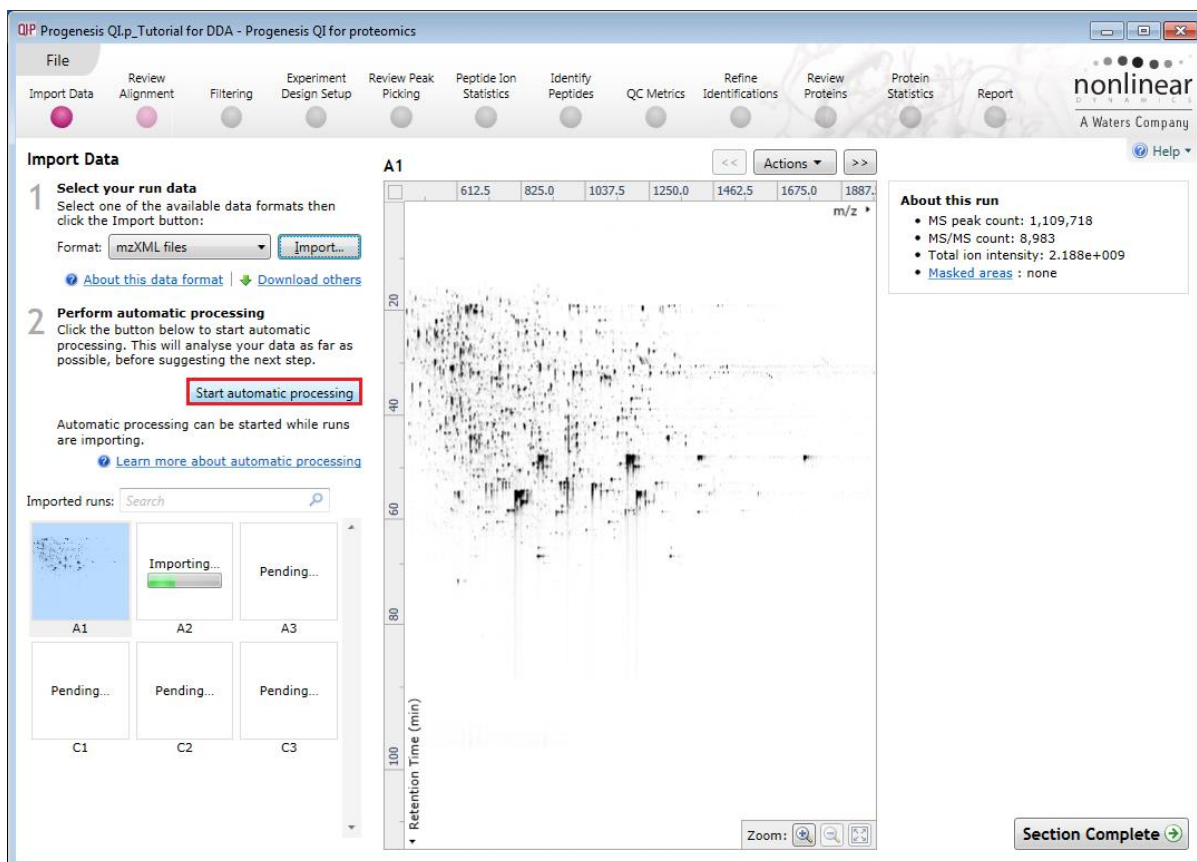 QIP Progenesis QI.p_Tutorial for DDA - Progenesis QI for proteomics
File
Import Data
Review
Alignment
Filtering
Experiment
Design Setup
Review Peak
Picking
Peptide Ion
Statistics
Identify
Peptides
QC Metrics
Refine
Identifications
Review
Proteins
Protein
Statistics
Report
nonlinear
DYNAMICS
A Waters Company
Help
Import Data
1 Select your run data
Select one of the available data formats then
click the Import button:
Format: mzXML files Import...
About this data format | Download others
2 Perform automatic processing
Click the button below to start automatic
processing. This will analyse your data as far as
possible, before suggesting the next step.
Start automatic processing
Automatic processing can be started while runs
are importing.
Learn more about automatic processing
Imported runs: Search
Importing...
Pending...
A1 A2 A3
Pending... Pending... Pending...
C1 C2 C3
A1
<< Actions >>
612.5 825.0 1037.5 1250.0 1462.5 1675.0 1887.
m/z
20
40
60
80
100
Retention Time (min)
Zoom:
About this run
• MS peak count: 1,109,718
• MS/MS count: 8,983
• Total ion intensity: 2.188e+009
• Masked areas : none
Section Complete